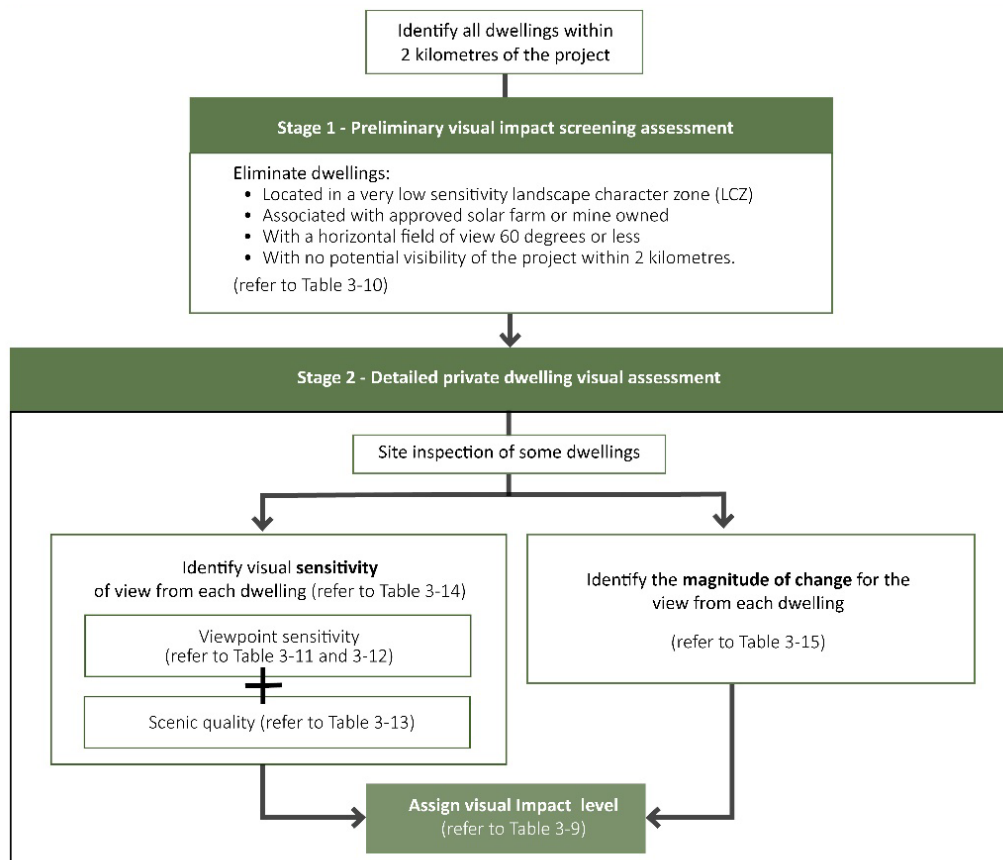 Identify all dwellings within
2 kilometres of the project
Stage 1 - Preliminary visual impact screening assessment
Eliminate dwellings:
• Located in a very low sensitivity landscape character zone (LCZ)
• Associated with approved solar farm or mine owned
• With a horizontal field of view 60 degrees or less
• With no potential visibility of the project within 2 kilometres.
(refer to Table 3-10)
Stage 2 - Detailed private dwelling visual assessment
Site inspection of some dwellings
Identify visual sensitivity
of view from each dwelling (refer to Table 3-14)
Viewpoint sensitivity
(refer to Table 3-11 and 3-12)
+
Scenic quality (refer to Table 3-13)
Identify the magnitude of change for the
view from each dwelling
(refer to Table 3-15)
Assign visual Impact level
(refer to Table 3-9)